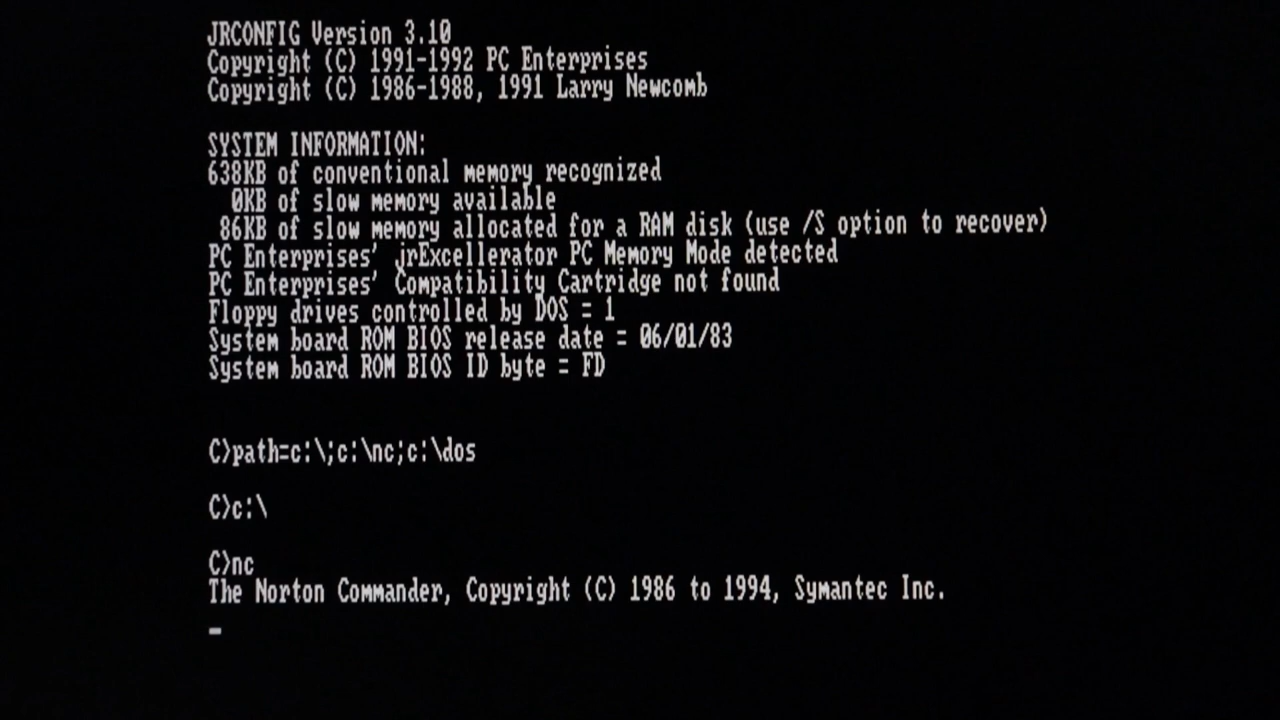 JRCONFIG Version 3.10
Copyright (C) 1991-1992 PC Enterprises
Copyright (C) 1986-1988, 1991 Larry Newcomb
SYSTEM INFORMATION:
638KB of conventional memory recognized
0KB of slow memory available
86KB of slow memory allocated for a RAM disk (use /S option to recover)
PC Enterprises' jrExcellerator PC Memory Mode detected
PC Enterprises' Compatibility Cartridge not found
Floppy drives controlled by DOS = 1
System board ROM BIOS release date = 06/01/83
System board ROM BIOS ID byte = FD
C>path=c:\;c:\nc;c:\dos
C>c:\
C>nc
The Norton Commander, Copyright (C) 1986 to 1994, Symantec Inc.